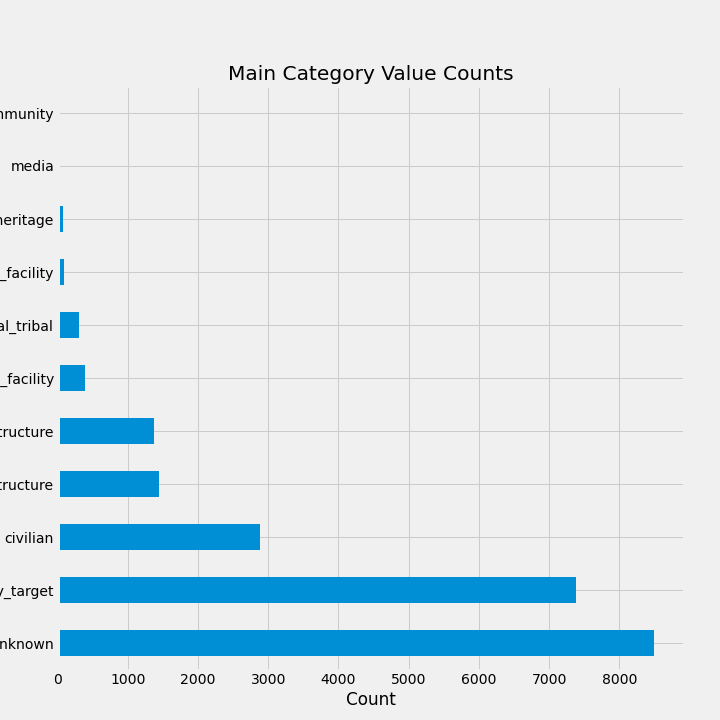 Main Category Value Counts
mmunity
media
heritage
_facility
al_tribal
_facility
tructure
tructure
civilian
y_target
nknown
0 1000 2000 3000 4000 5000 6000 7000 8000
Count